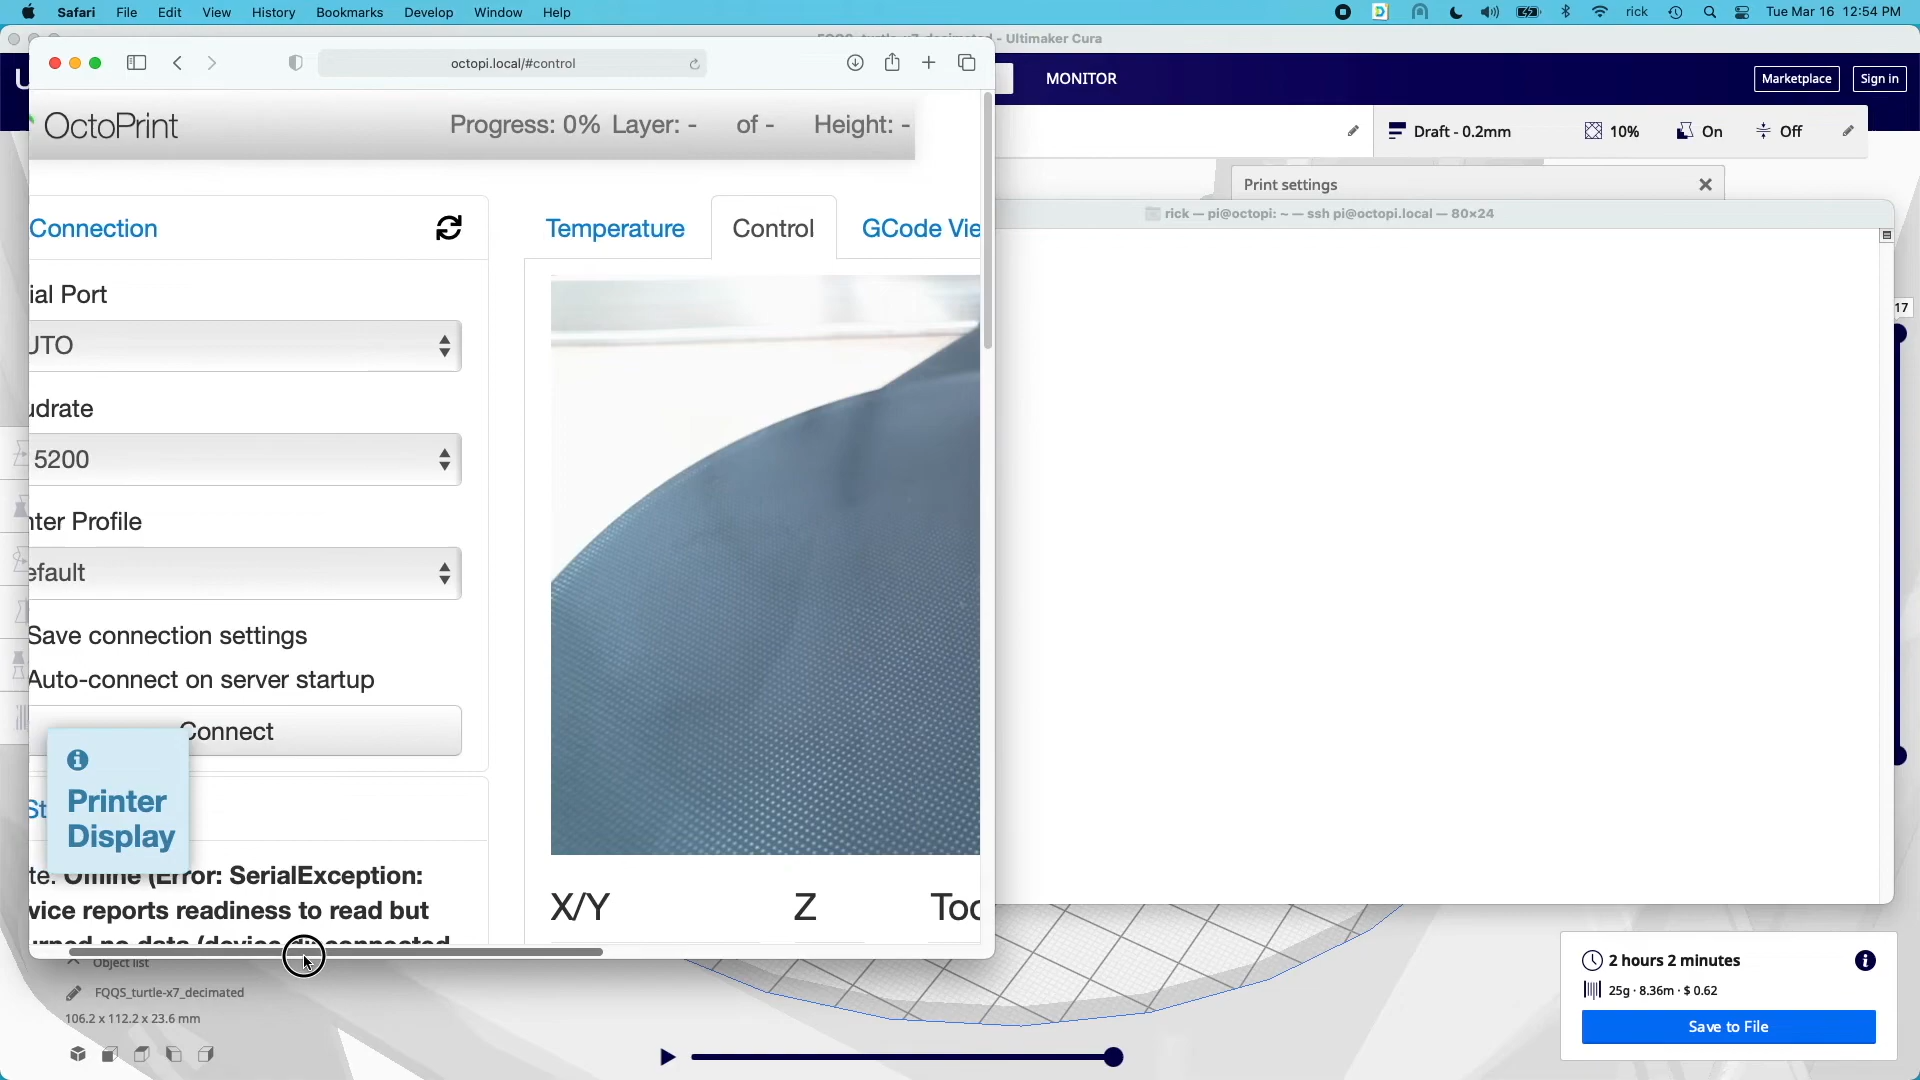 Safari File Edit View History Bookmarks Develop Window Help
rick Tue Mar 16 12:54 PM
- Ultimaker Cura
octopi.local/#control
MONITOR
Marketplace
Sign in
OctoPrint
Progress: 0% Layer: - of - Height: -
Draft - 0.2mm 10% On Off
Print settings
rick — pi@octopi: ~ — ssh pi@octopi.local — 80×24
Connection
Temperature
Control
GCode Vie
ial Port
UTO
17
udrate
5200
nter Profile
efault
Save connection settings
Auto-connect on server startup
Connect
Printer
Display
St
te: Offline (Error: SerialException:
vice reports readiness to read but
X/Y
Z
Too
Object list
FQQS_turtle-x7_decimated
106.2 x 112.2 x 23.6 mm
2 hours 2 minutes
25g · 8.36m · $ 0.62
Save to File